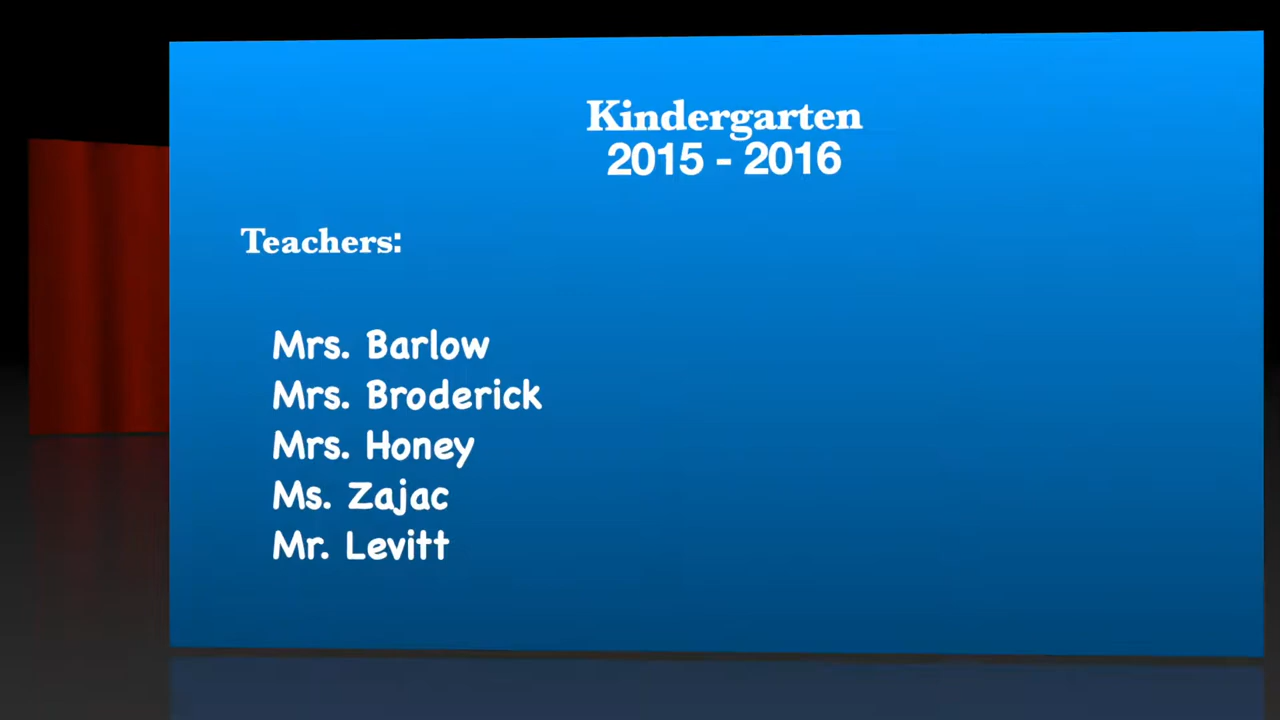 Kindergarten
2015 - 2016
Teachers:
Mrs. Barlow
Mrs. Broderick
Mrs. Honey
Ms. Zajac
Mr. Levitt